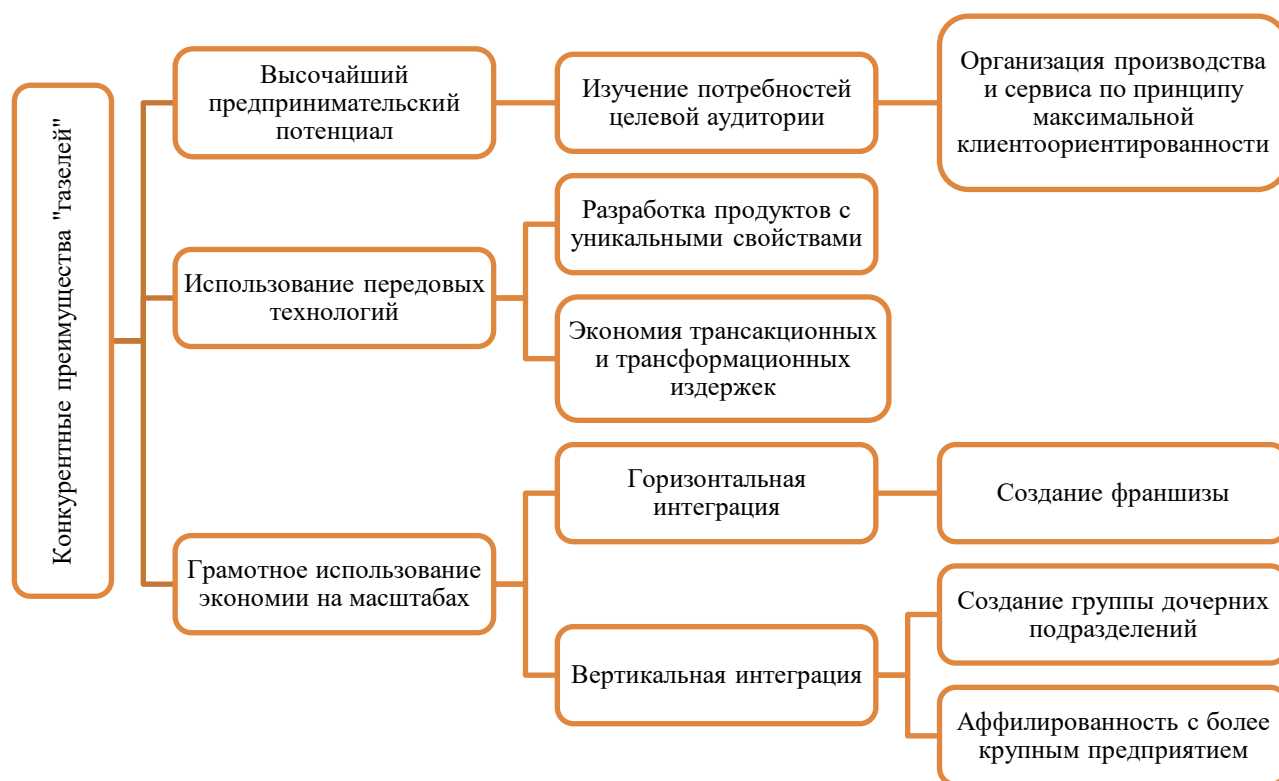 Конкурентные преимущества "газелей"
Высочайший
предпринимательский
потенциал
Изучение потребностей
целевой аудитории
Организация производства
и сервиса по принципу
максимальной
клиентоориентированности
Использование передовых
технологий
Разработка продуктов с
уникальными свойствами
Экономия трансакционных
и трансформационных
издержек
Грамотное использование
экономии на масштабах
Горизонтальная
интеграция
Создание франшизы
Вертикальная интеграция
Создание группы дочерних
подразделений
Аффилированность с более
крупным предприятием